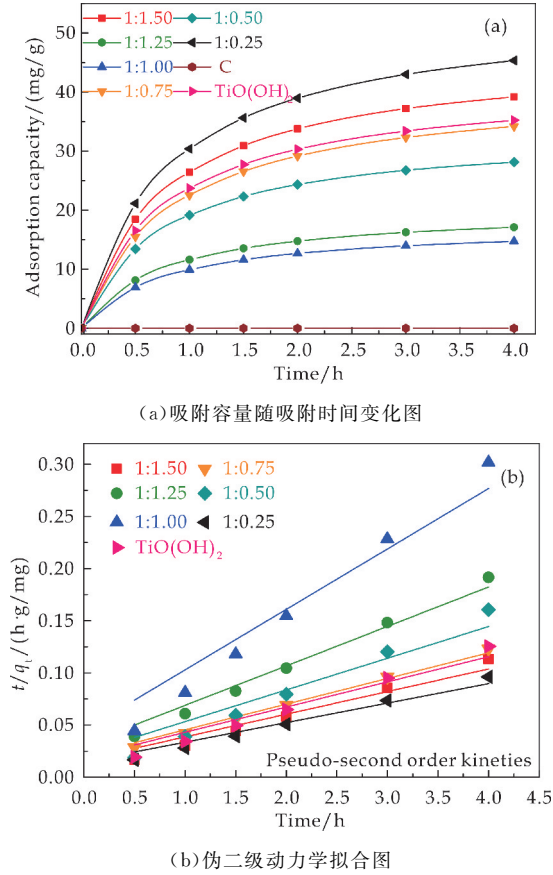 (a)
1:1.50 1:0.50
1:1.25 1:0.25
1:1.00 C
1:0.75 TiO(OH)2
Adsorption capacity/(mg/g)
50
40
30
20
10
0
0.0 0.5 1.0 1.5 2.0 2.5 3.0 3.5 4.0
Time/h
(a)吸附容量随吸附时间变化图
(b)
1:1.50 1:0.75
1:1.25 1:0.50
1:1.00 1:0.25
TiO(OH)2
t/qt/(h·g/mg)
0.30
0.25
0.20
0.15
0.10
0.05
0.00
Pseudo-second order kineties
0.0 0.5 1.0 1.5 2.0 2.5 3.0 3.5 4.0 4.5
Time/h
(b)伪二级动力学拟合图